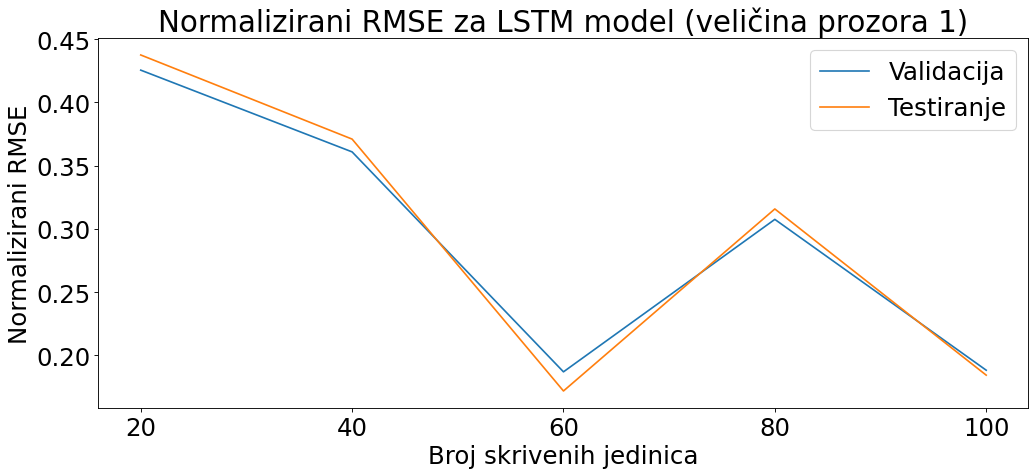 Normalizirani RMSE za LSTM model (veličina prozora 1)
Validacija
Testiranje
Normalizirani RMSE
0.45
0.40
0.35
0.30
0.25
0.20
20 40 60 80 100
Broj skrivenih jedinica